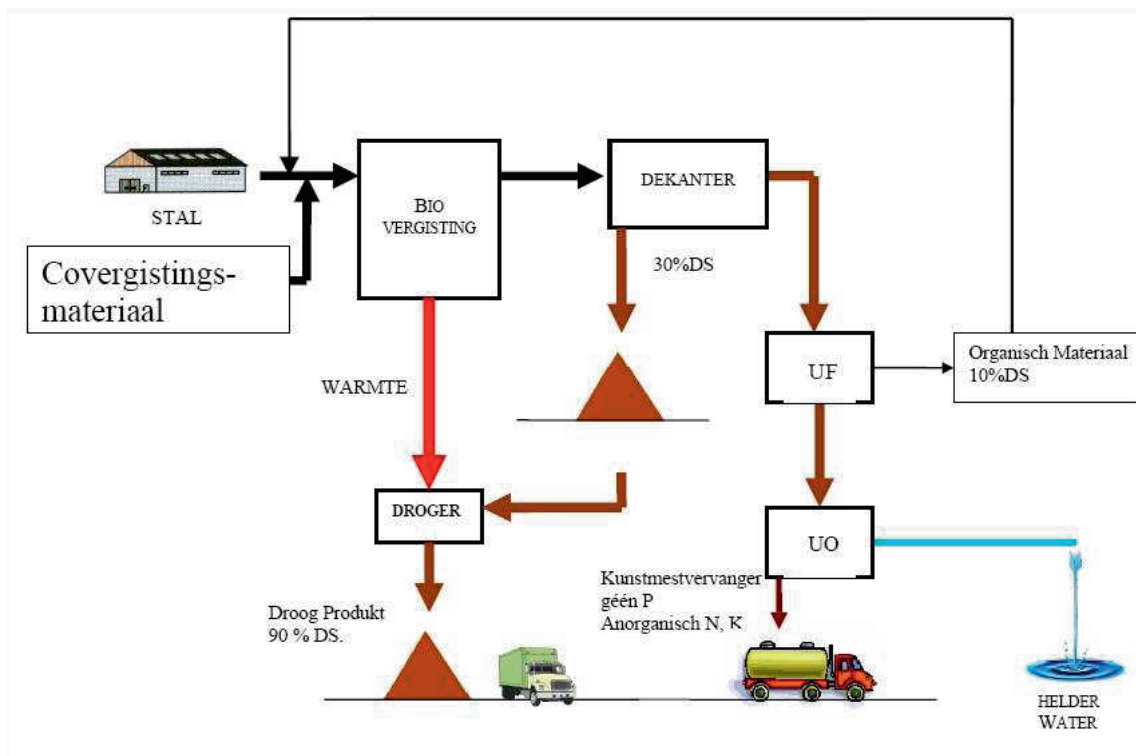 STAL
Covergistings-
materiaal
BIO
VERGISTING
DEKANTER
30%DS
UF
Organisch Materiaal
10%DS
WARMTE
DROGER
UO
Kunstmestvervanger
géén P
Anorganisch N, K
Droog Produkt
90 % DS.
HELDER
WATER